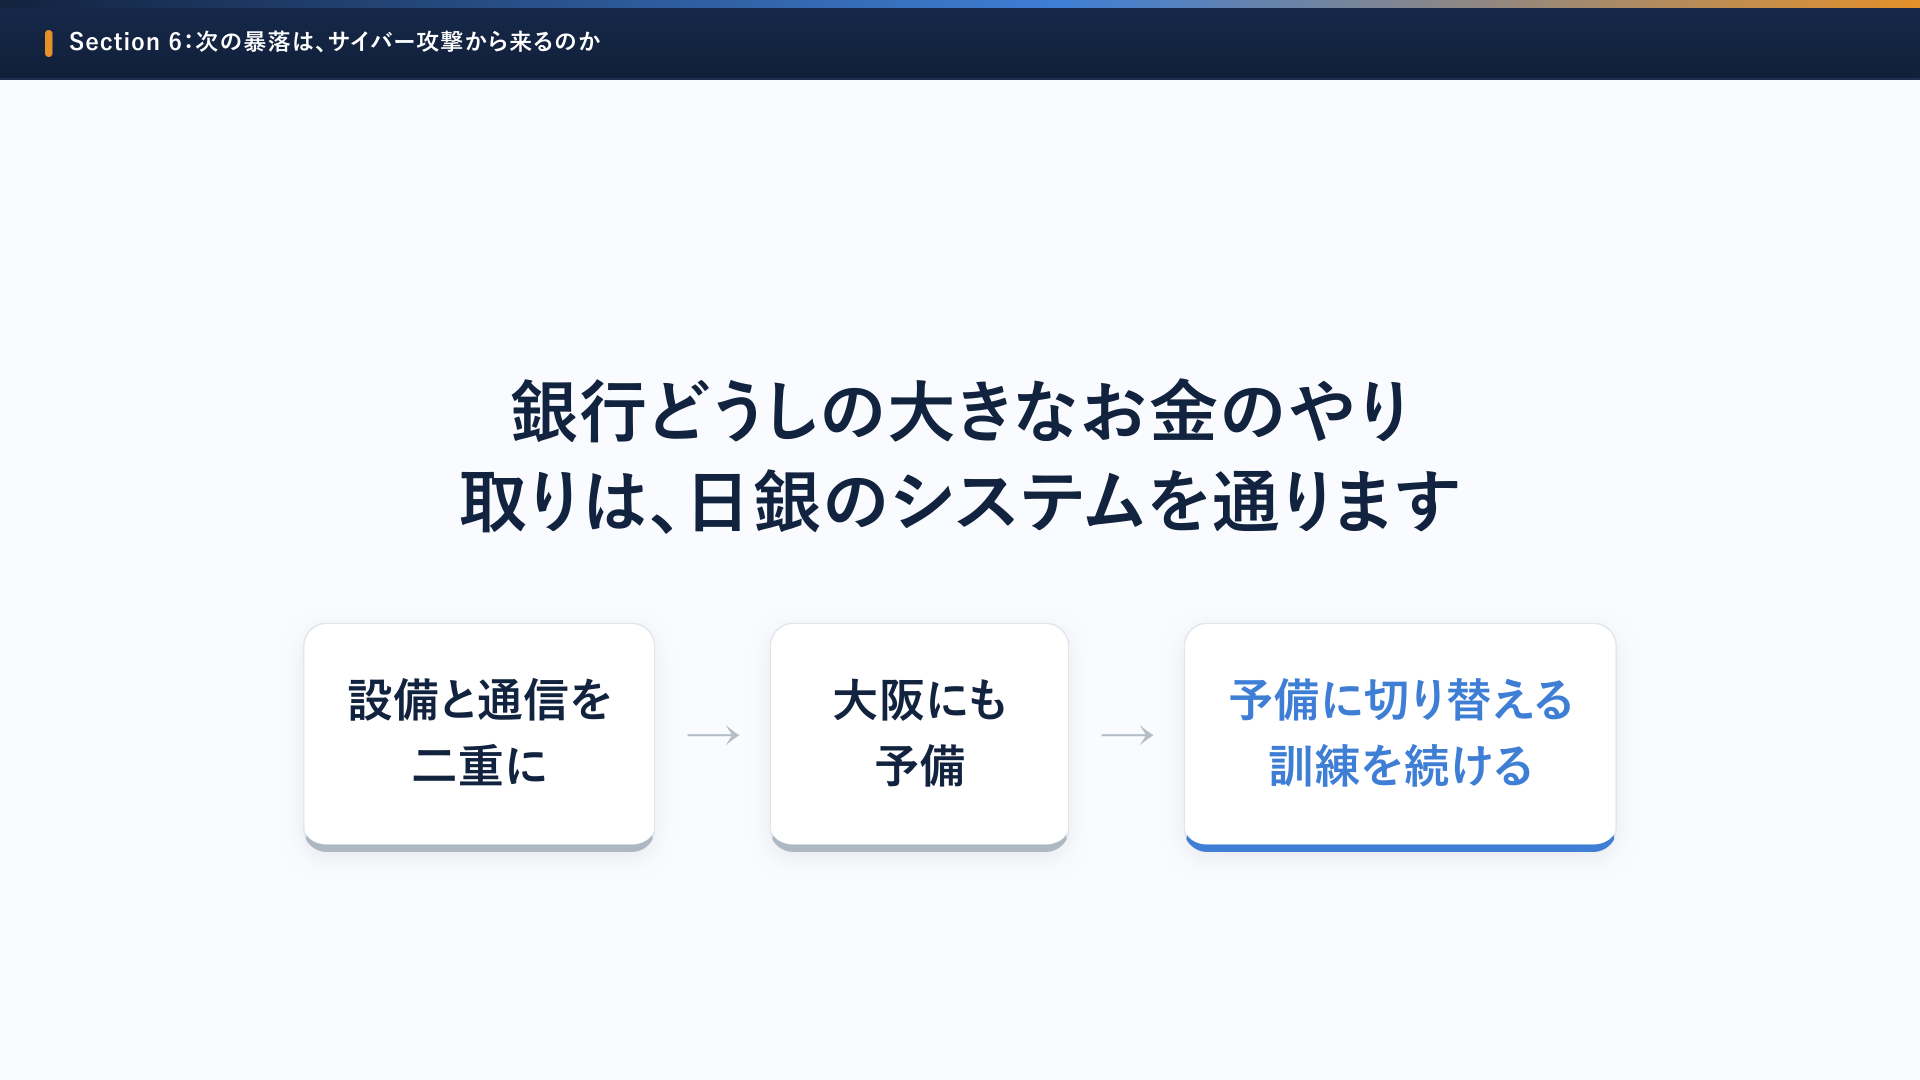 Section 6：次の暴落は、サイバー攻撃から来るのか
銀行どうしの大きなお金のやり
取りは、日銀のシステムを通ります
設備と通信を
二重に
→
大阪にも
予備
→
予備に切り替える
訓練を続ける